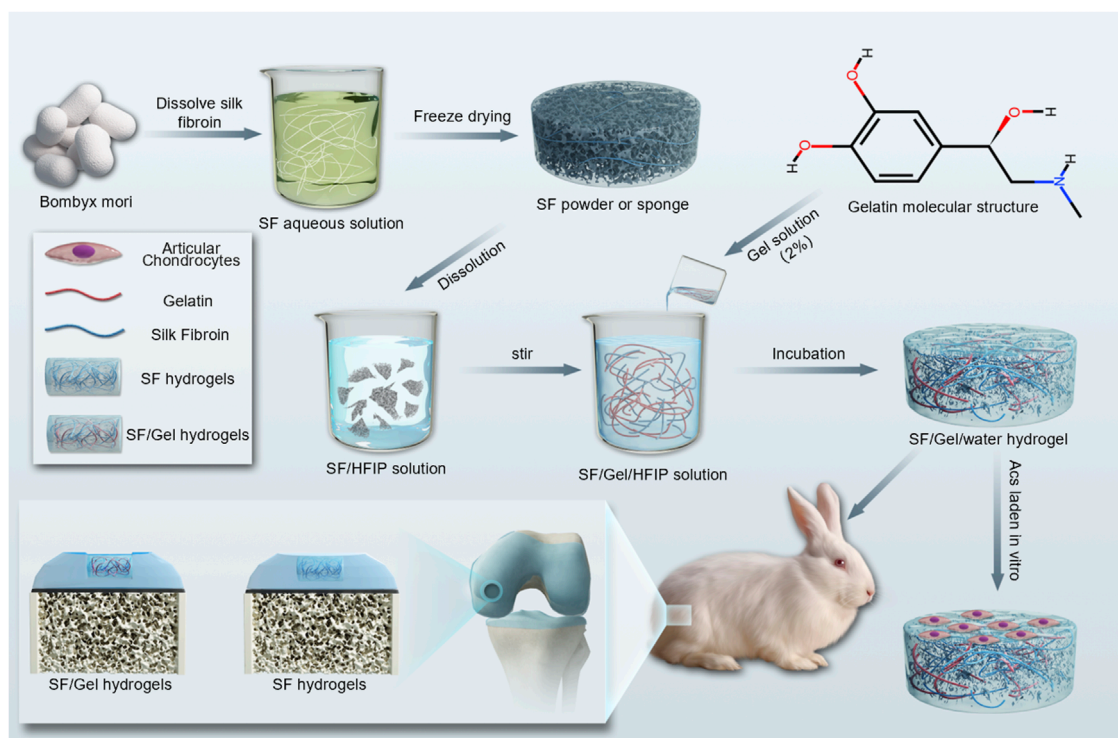 Dissolve silk
fibroin
Bombyx mori
SF aqueous solution
Freeze drying
SF powder or sponge
H
O
O
H
O
H
H
N
Gelatin molecular structure
Dissolution
Gel solution
(2%)
Articular
Chondrocytes
Gelatin
Silk Fibroin
SF hydrogels
SF/Gel hydrogels
SF/HFIP solution
stir
SF/Gel/HFIP solution
Incubation
SF/Gel/water hydrogel
Acs laden in vitro
SF/Gel hydrogels
SF hydrogels